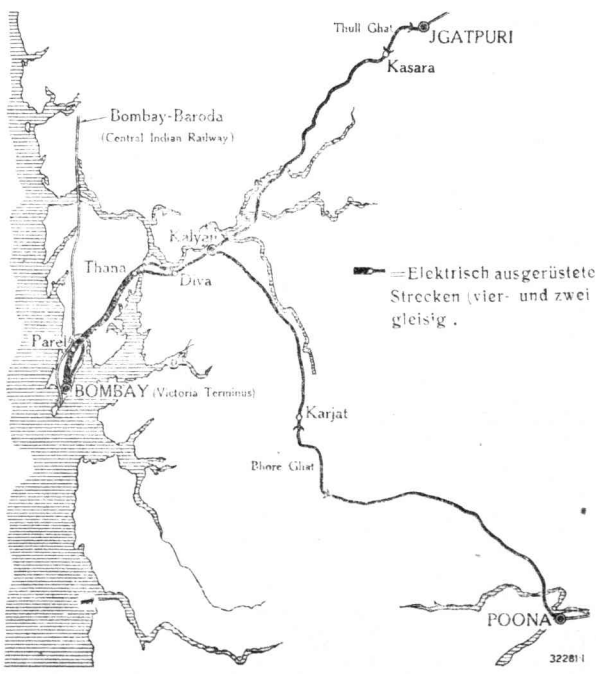 Thull Ghat
JGATPURI
Kasara
Bombay-Baroda
(Central Indian Railway)
Kalyan
Thana
Diva
=Elektrisch ausgerüstete
Strecken (vier- und zwei
gleisig .
Parel
BOMBAY (Victoria Terminus)
Karjat
Bhore Ghat
POONA
32281-1